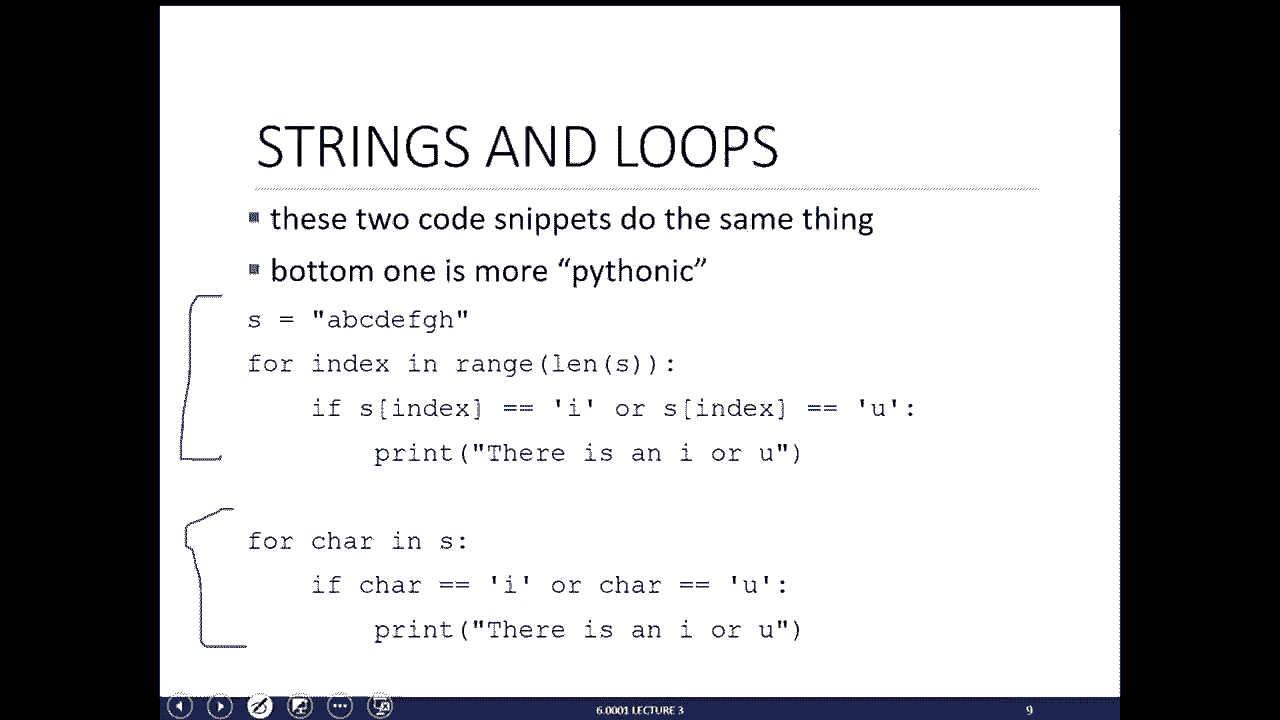 STRINGS AND LOOPS
▪ these two code snippets do the same thing
▪ bottom one is more “pythonic”
s = "abcdefgh"
for index in range(len(s)):
    if s[index] == 'i' or s[index] == 'u':
        print("There is an i or u")
for char in s:
    if char == 'i' or char == 'u':
        print("There is an i or u")
6.0001 LECTURE 3
9